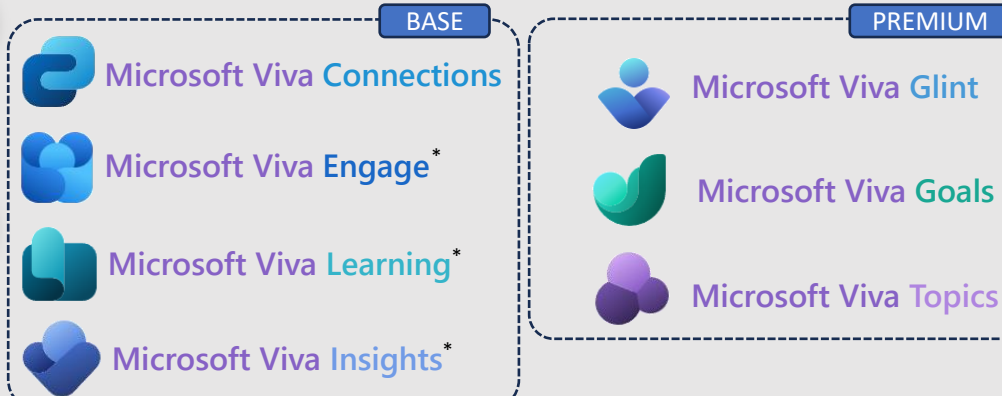 BASE
Microsoft Viva Connections
Microsoft Viva Engage*
Microsoft Viva Learning*
Microsoft Viva Insights*
PREMIUM
Microsoft Viva Glint
Microsoft Viva Goals
Microsoft Viva Topics